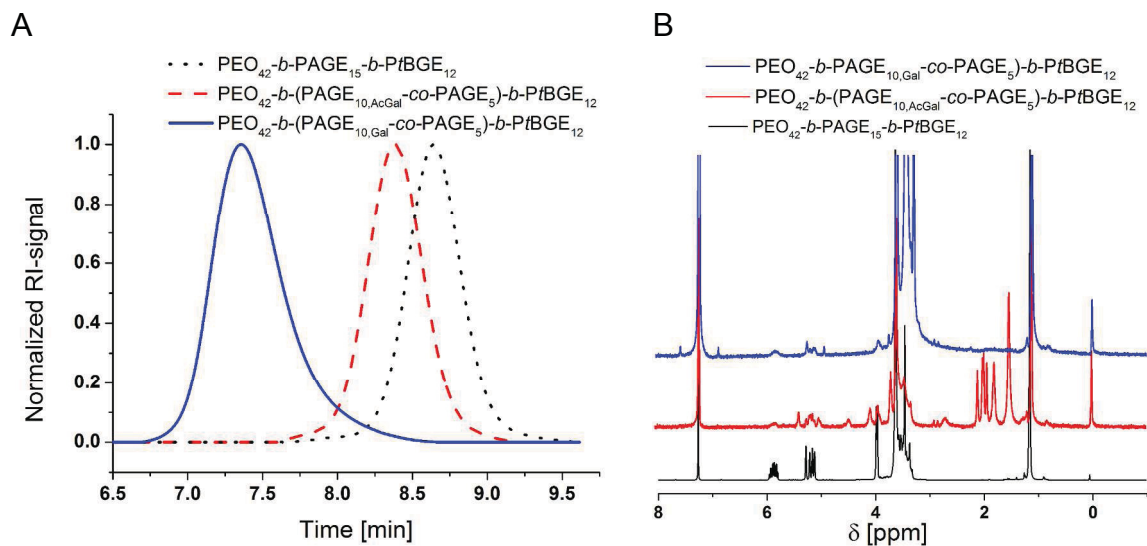 A
PEO42-b-PAGE15-b-PtBGE12
PEO42-b-(PAGE10,AcGal-co-PAGE5)-b-PtBGE12
PEO42-b-(PAGE10,Gal-co-PAGE5)-b-PtBGE12
Normalized RI-signal
1.0
0.8
0.6
0.4
0.2
0.0
6.5 7.0 7.5 8.0 8.5 9.0 9.5
Time [min]
B
PEO42-b-PAGE10,Gal-co-PAGE5)-b-PtBGE12
PEO42-b-(PAGE10,AcGal-co-PAGE5)-b-PtBGE12
PEO42-b-PAGE15-b-PtBGE12
8 6 4 2 0
δ [ppm]